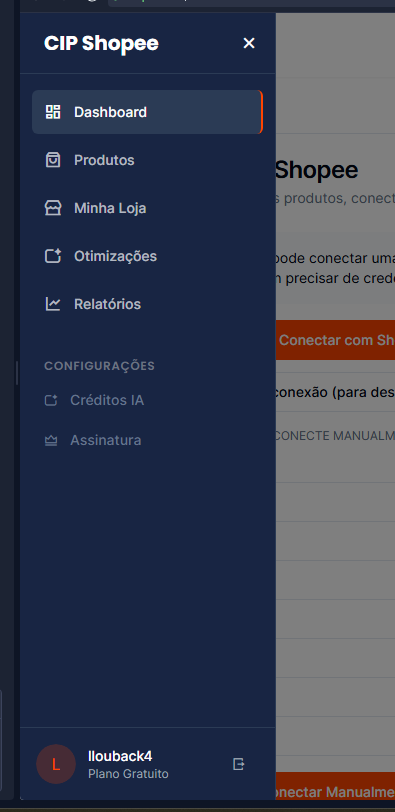 CIP Shopee
Dashboard
Produtos
Minha Loja
Otimizações
Relatórios
CONFIGURAÇÕES
Créditos IA
Assinatura
L
llouback4
Plano Gratuito
Shopee
produtos, conect
pode conectar uma
precisar de crede
Conectar com Sh
conexão (para des
CONECTE MANUALM
onectar Manualme